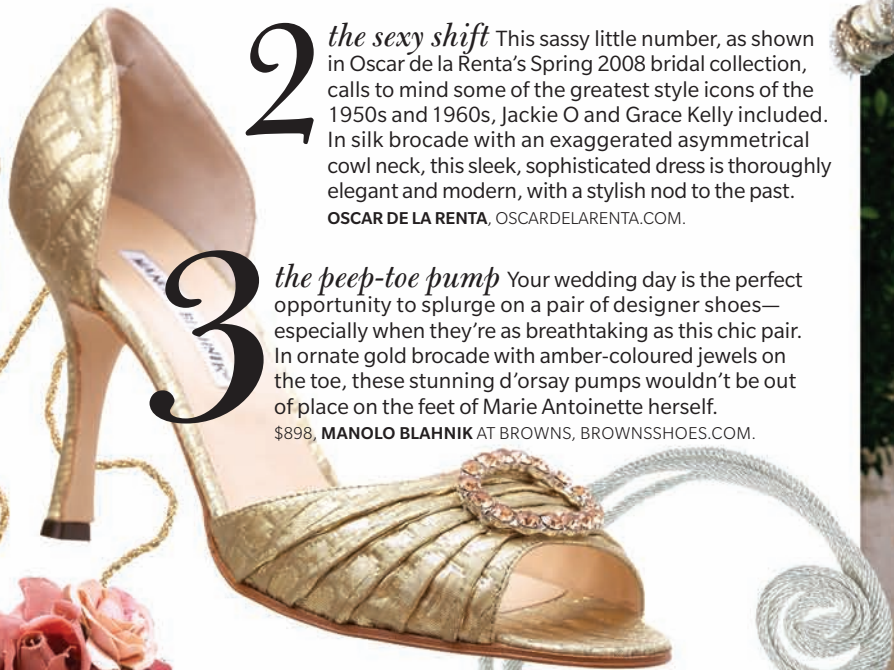 2
the sexy shift This sassy little number, as shown
in Oscar de la Renta's Spring 2008 bridal collection,
calls to mind some of the greatest style icons of the
1950s and 1960s, Jackie O and Grace Kelly included.
In silk brocade with an exaggerated asymmetrical
cowl neck, this sleek, sophisticated dress is thoroughly
elegant and modern, with a stylish nod to the past.
OSCAR DE LA RENTA, OSCARDELARENTA.COM.
3
the peep-toe pump Your wedding day is the perfect
opportunity to splurge on a pair of designer shoes—
especially when they're as breathtaking as this chic pair.
In ornate gold brocade with amber-coloured jewels on
the toe, these stunning d'orsay pumps wouldn't be out
of place on the feet of Marie Antoinette herself.
$898, MANOLO BLAHNIK AT BROWNS, BROWNSSHOES.COM.